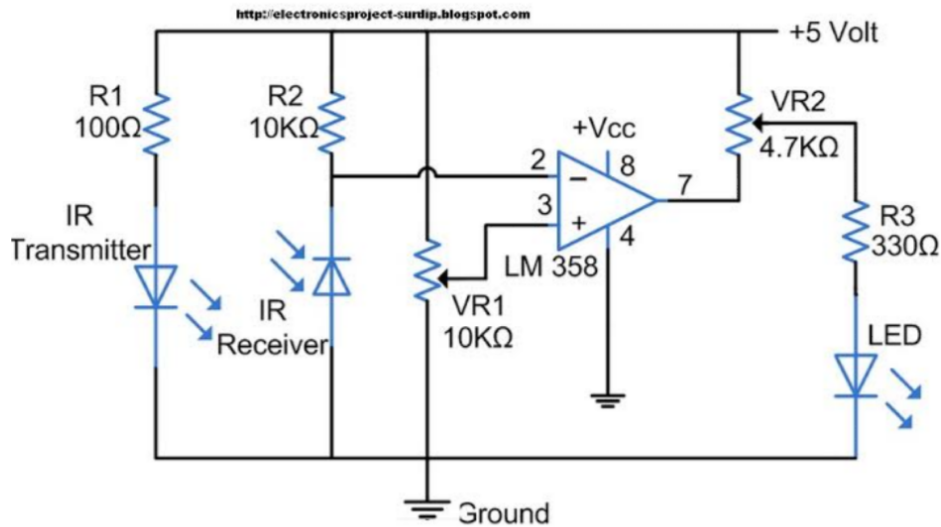 http://electronicsproject-surdip.blogspot.com
+5 Volt
R1
100Ω
R2
10KΩ
VR2
4.7KΩ
+Vcc
2
8
7
3
4
LM 358
IR
Transmitter
IR
Receiver
VR1
10KΩ
R3
330Ω
LED
Ground